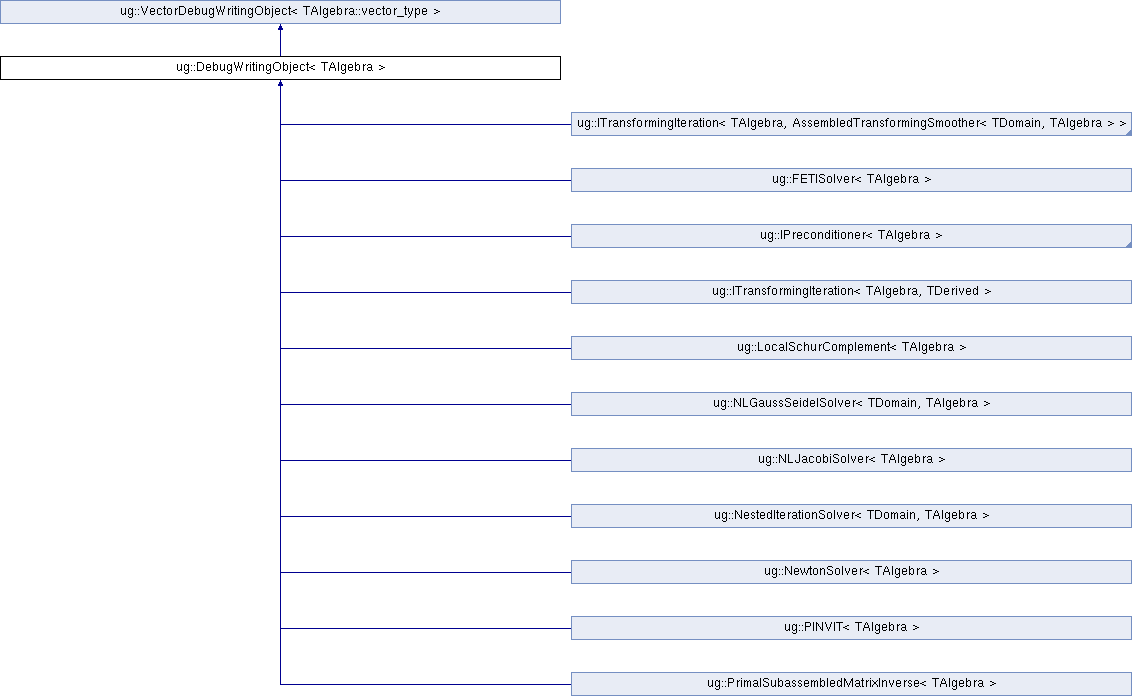 ug::VectorDebugWritingObject< TAlgebra::vector_type >
ug::DebugWritingObject< TAlgebra >
ug::ITransformingIteration< TAlgebra, AssembledTransformingSmoother< TDomain, TAlgebra > >
ug::FETISolver< TAlgebra >
ug::IPreconditioner< TAlgebra >
ug::ITransformingIteration< TAlgebra, TDerived >
ug::LocalSchurComplement< TAlgebra >
ug::NLGaussSeidelSolver< TDomain, TAlgebra >
ug::NLJacobiSolver< TAlgebra >
ug::NestedIterationSolver< TDomain, TAlgebra >
ug::NewtonSolver< TAlgebra >
ug::PINVIT< TAlgebra >
ug::PrimalSubassembledMatrixInverse< TAlgebra >